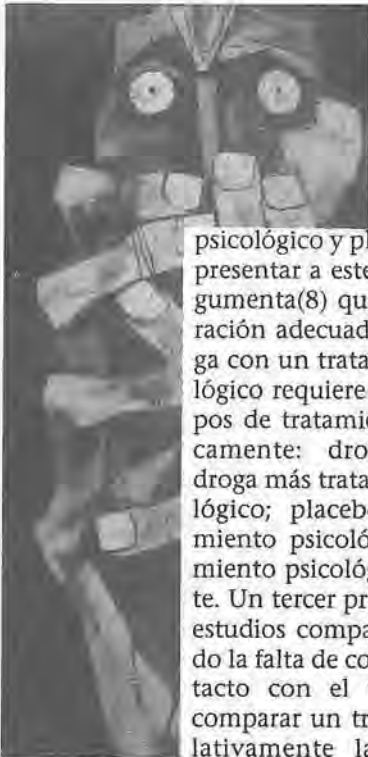 psicológico y pl
presentar a este
gumenta(8) qu
ración adecuad
ga con un trata
lógico requiere
pos de tratamie
camente: dro
droga más trata
lógico; placeb
miento psicoló
miento psicológ
te. Un tercer pr
estudios compa
do la falta de co
tacto con el
comparar un tr
lativamente la